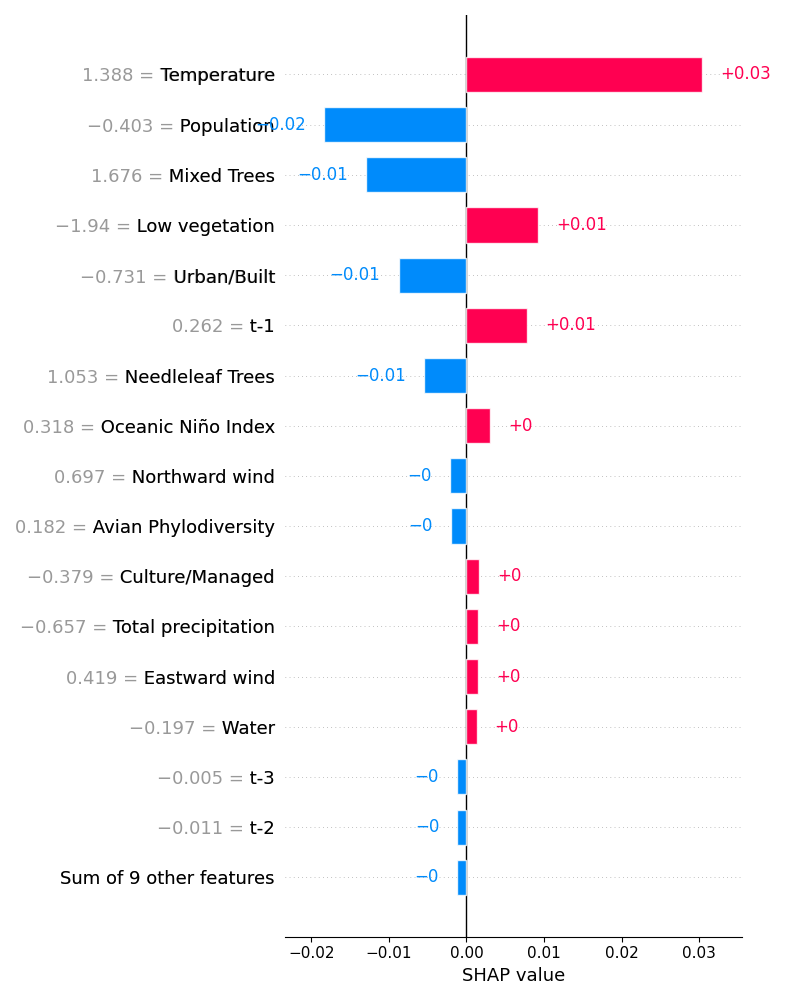 1.388 = Temperature +0.03
−0.403 = Population −0.02
1.676 = Mixed Trees −0.01
−1.94 = Low vegetation +0.01
−0.731 = Urban/Built −0.01
0.262 = t-1 +0.01
1.053 = Needleleaf Trees −0.01
0.318 = Oceanic Niño Index +0
0.697 = Northward wind −0
0.182 = Avian Phylodiversity −0
−0.379 = Culture/Managed +0
−0.657 = Total precipitation +0
0.419 = Eastward wind +0
−0.197 = Water +0
−0.005 = t-3 −0
−0.011 = t-2 −0
Sum of 9 other features −0
−0.02 −0.01 0.00 0.01 0.02 0.03
SHAP value